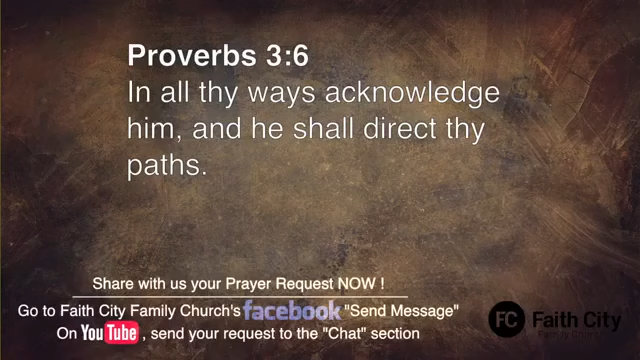 Proverbs 3:6
In all thy ways acknowledge
him, and he shall direct thy
paths.
Share with us your Prayer Request NOW !
Go to Faith City Family Church's facebook "Send Message"
On YouTube , send your request to the "Chat" section
FC Faith City
Family Church